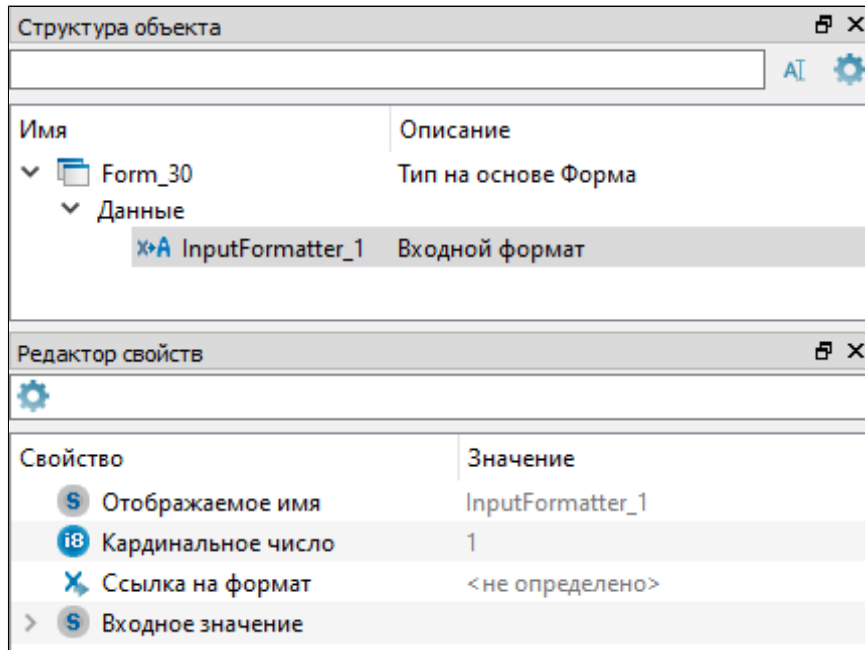 Структура объекта
AI
Имя Описание
Form_30 Тип на основе Форма
Данные
X A InputFormatter_1 Входной формат
Редактор свойств
Свойство Значение
S Отображаемое имя InputFormatter_1
i8 Кардинальное число 1
X Ссылка на формат <не определено>
S Входное значение